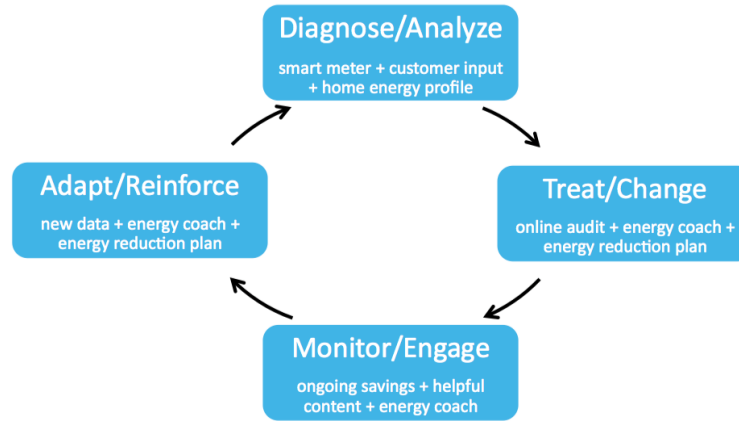 Diagnose/Analyze
smart meter + customer input
+ home energy profile
Adapt/Reinforce
new data + energy coach +
energy reduction plan
Treat/Change
online audit + energy coach +
energy reduction plan
Monitor/Engage
ongoing savings + helpful
content + energy coach